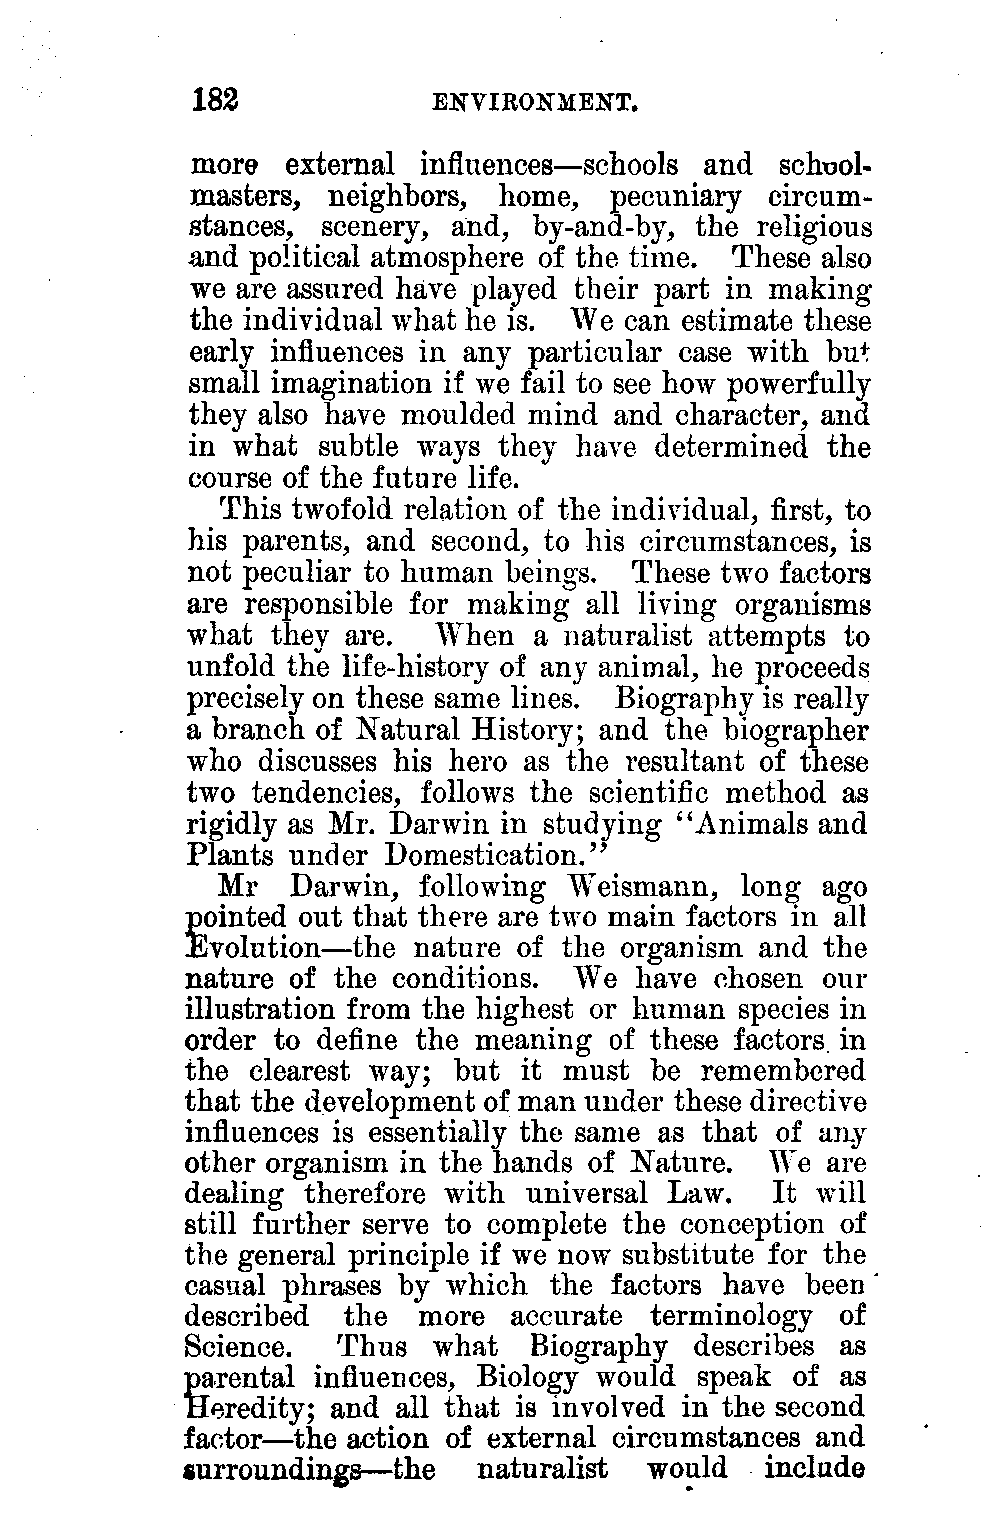 182 ENVIRONMENT.
more external influences—schools and school-
masters, neighbors, home, pecuniary circum-
stances, scenery, and, by-and-by, the religious
and political atmosphere of the time. These also
we are assured have played their part in making
the individual what he is. We can estimate these
early influences in any particular case with but
small imagination if we fail to see how powerfully
they also have moulded mind and character, and
in what subtle ways they have determined the
course of the future life.
This twofold relation of the individual, first, to
his parents, and second, to his circumstances, is
not peculiar to human beings. These two factors
are responsible for making all living organisms
what they are. When a naturalist attempts to
unfold the life-history of any animal, he proceeds
precisely on these same lines. Biography is really
a branch of Natural History; and the biographer
who discusses his hero as the resultant of these
two tendencies, follows the scientific method as
rigidly as Mr. Darwin in studying “Animals and
Plants under Domestication.”
Mr Darwin, following Weismann, long ago
pointed out that there are two main factors in all
Evolution—the nature of the organism and the
nature of the conditions. We have chosen our
illustration from the highest or human species in
order to define the meaning of these factors in
the clearest way; but it must be remembered
that the development of man under these directive
influences is essentially the same as that of any
other organism in the hands of Nature. We are
dealing therefore with universal Law. It will
still further serve to complete the conception of
the general principle if we now substitute for the
casual phrases by which the factors have been
described the more accurate terminology of
Science. Thus what Biography describes as
parental influences, Biology would speak of as
Heredity; and all that is involved in the second
factor—the action of external circumstances and
surroundings—the naturalist would include